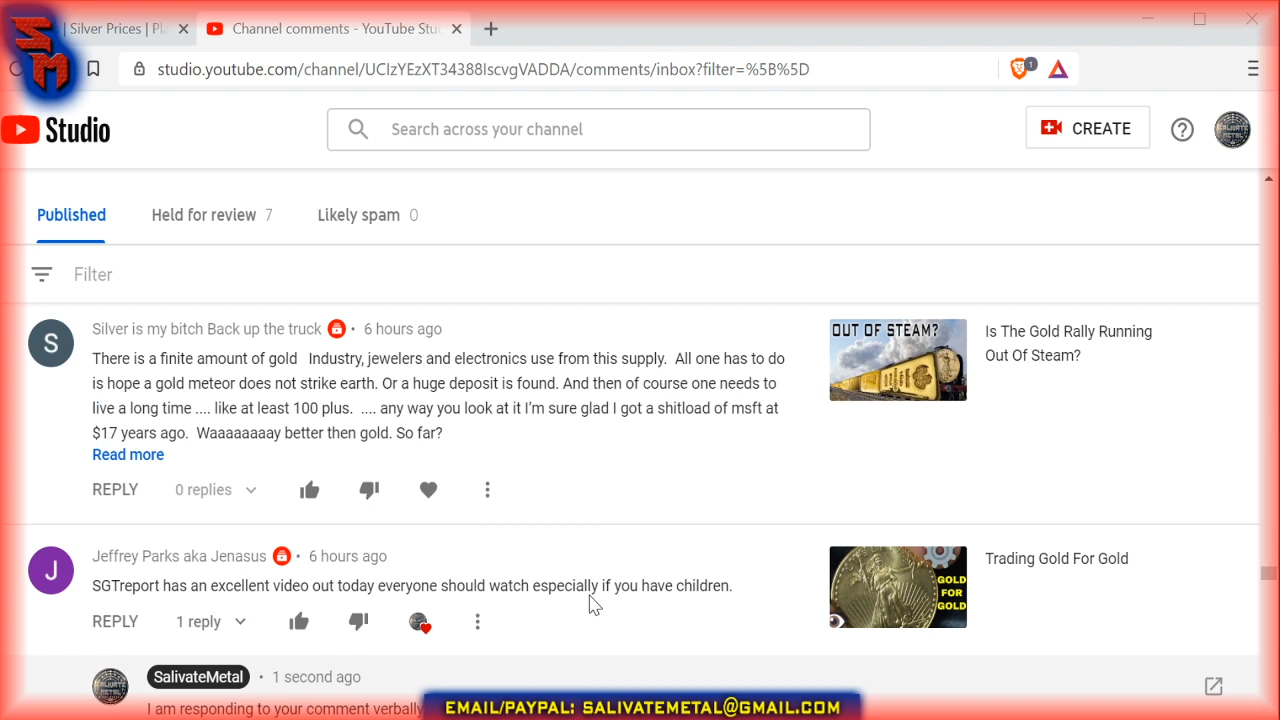 SM
| Silver Prices | Pla
Channel comments - YouTube Stu
studio.youtube.com/channel/UCIzYEzXT34388IscvgVADDA/comments/inbox?filter=%5B%5D
1
Studio
Search across your channel
CREATE
Published
Held for review 7
Likely spam 0
Filter
Silver is my bitch Back up the truck • 6 hours ago
There is a finite amount of gold Industry, jewelers and electronics use from this supply. All one has to do
is hope a gold meteor does not strike earth. Or a huge deposit is found. And then of course one needs to
live a long time .... like at least 100 plus. .... any way you look at it I'm sure glad I got a shitload of msft at
$17 years ago. Waaaaaaaay better then gold. So far?
Read more
REPLY
0 replies
OUT OF STEAM?
Is The Gold Rally Running
Out Of Steam?
S
J
Jeffrey Parks aka Jenasus • 6 hours ago
SGTreport has an excellent video out today everyone should watch especially if you have children.
REPLY
1 reply
GOLD
FOR
GOLD
Trading Gold For Gold
SalivateMetal • 1 second ago
I am responding to your comment verbally
EMAIL/PAYPAL: SALIVATEMETAL@GMAIL.COM